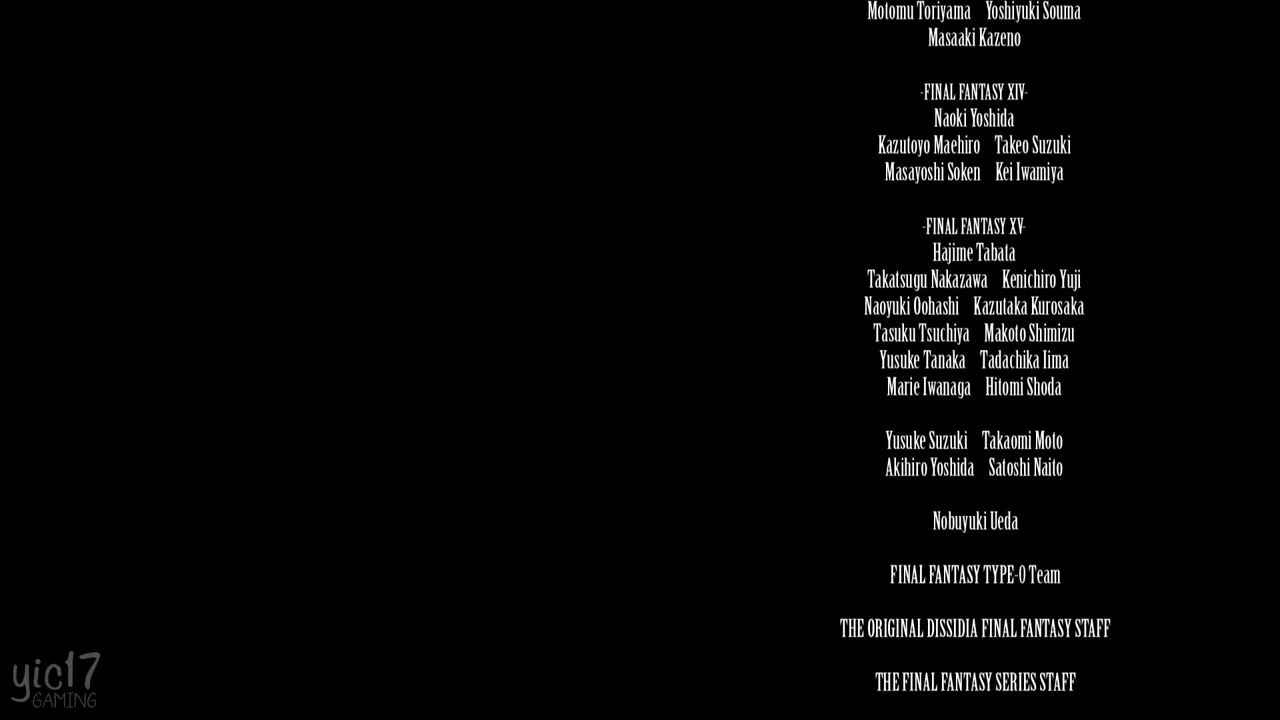 Motomu Toriyama Yoshiyuki Souma
Masaaki Kazeno
-FINAL FANTASY XIV-
Naoki Yoshida
Kazutoyo Maehiro Takeo Suzuki
Masayoshi Soken Kei Iwamiya
-FINAL FANTASY XV-
Hajime Tabata
Takatsugu Nakazawa Kenichiro Yuji
Naoyuki Oohashi Kazutaka Kurosaka
Tasuku Tsuchiya Makoto Shimizu
Yusuke Tanaka Tadachika Iima
Marie Iwanaga Hitomi Shoda
Yusuke Suzuki Takaomi Moto
Akihiro Yoshida Satoshi Naito
Nobuyuki Ueda
FINAL FANTASY TYPE-0 Team
THE ORIGINAL DISSIDIA FINAL FANTASY STAFF
THE FINAL FANTASY SERIES STAFF
yic17
GAMING